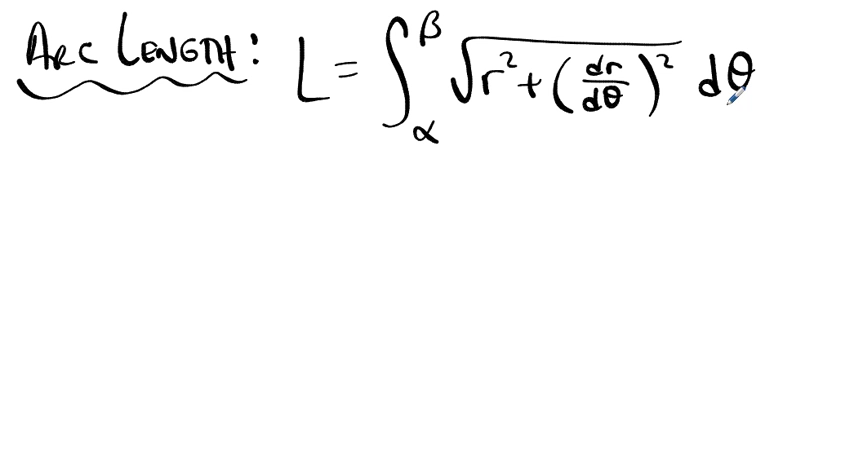 ARC LENGTH: L = ∫_α^β √(r² + (dr/dθ)²) dθ